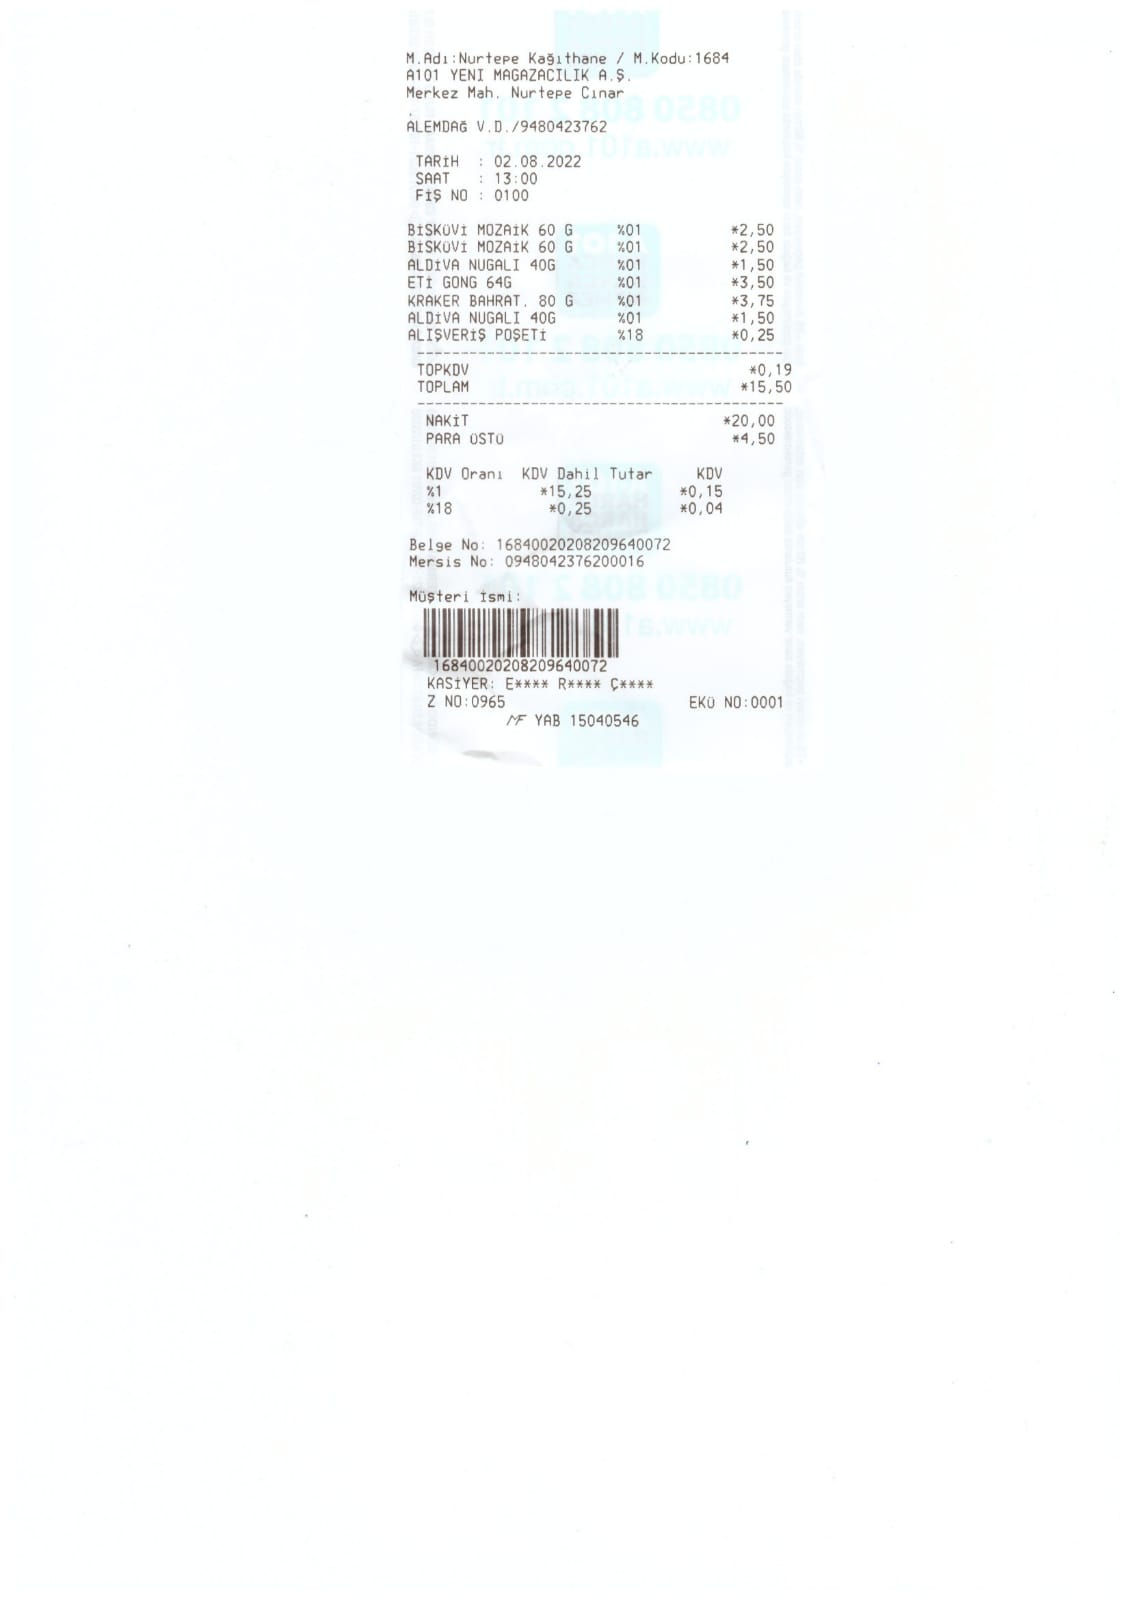 M.Adı:Nurtepe Kağıthane / M.Kodu:1684
A101 YENI MAGAZACILIK A.Ş.
Merkez Mah. Nurtepe Cınar
.
ALEMDAĞ V.D./9480423762
TARİH : 02.08.2022
SAAT : 13:00
FİŞ NO : 0100
BİSKÜVİ MOZAİK 60 G %01 *2,50
BİSKÜVİ MOZAİK 60 G %01 *2,50
ALDİVA NUGALI 40G %01 *1,50
ETİ GONG 64G %01 *3,50
KRAKER BAHRAT. 80 G %01 *3,75
ALDİVA NUGALI 40G %01 *1,50
ALIŞVERİŞ POŞETİ %18 *0,25
TOPKDV *0,19
TOPLAM *15,50
NAKİT *20,00
PARA ÜSTÜ *4,50
KDV Oranı KDV Dahil Tutar KDV
%1 *15,25 *0,15
%18 *0,25 *0,04
Belge No: 16840020208209640072
Mersis No: 0948042376200016
Müşteri İsmi:
16840020208209640072
KASİYER: E**** R**** Ç****
Z NO:0965 EKÜ NO:0001
MF YAB 15040546